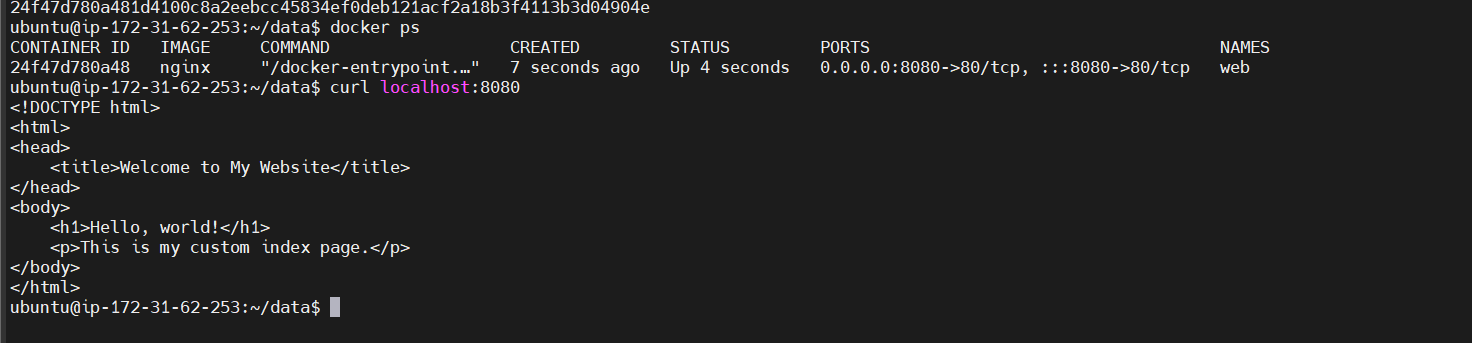 24f47d780a481d4100c8a2eebcc45834ef0deb121acf2a18b3f4113b3d04904e
ubuntu@ip-172-31-62-253:~/data$ docker ps
CONTAINER ID   IMAGE     COMMAND                  CREATED         STATUS         PORTS                                   NAMES
24f47d780a48   nginx     "/docker-entrypoint.…"   7 seconds ago   Up 4 seconds   0.0.0.0:8080->80/tcp, :::8080->80/tcp   web
ubuntu@ip-172-31-62-253:~/data$ curl localhost:8080
<!DOCTYPE html>
<html>
<head>
    <title>Welcome to My Website</title>
</head>
<body>
    <h1>Hello, world!</h1>
    <p>This is my custom index page.</p>
</body>
</html>
ubuntu@ip-172-31-62-253:~/data$